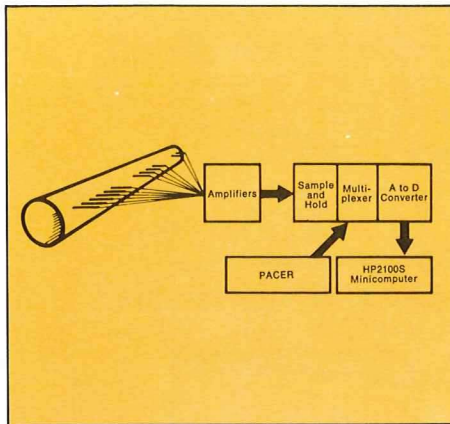 Amplifiers
Sample
and
Hold
Multi-
plexer
A to D
Converter
PACER
HP2100S
Minicomputer